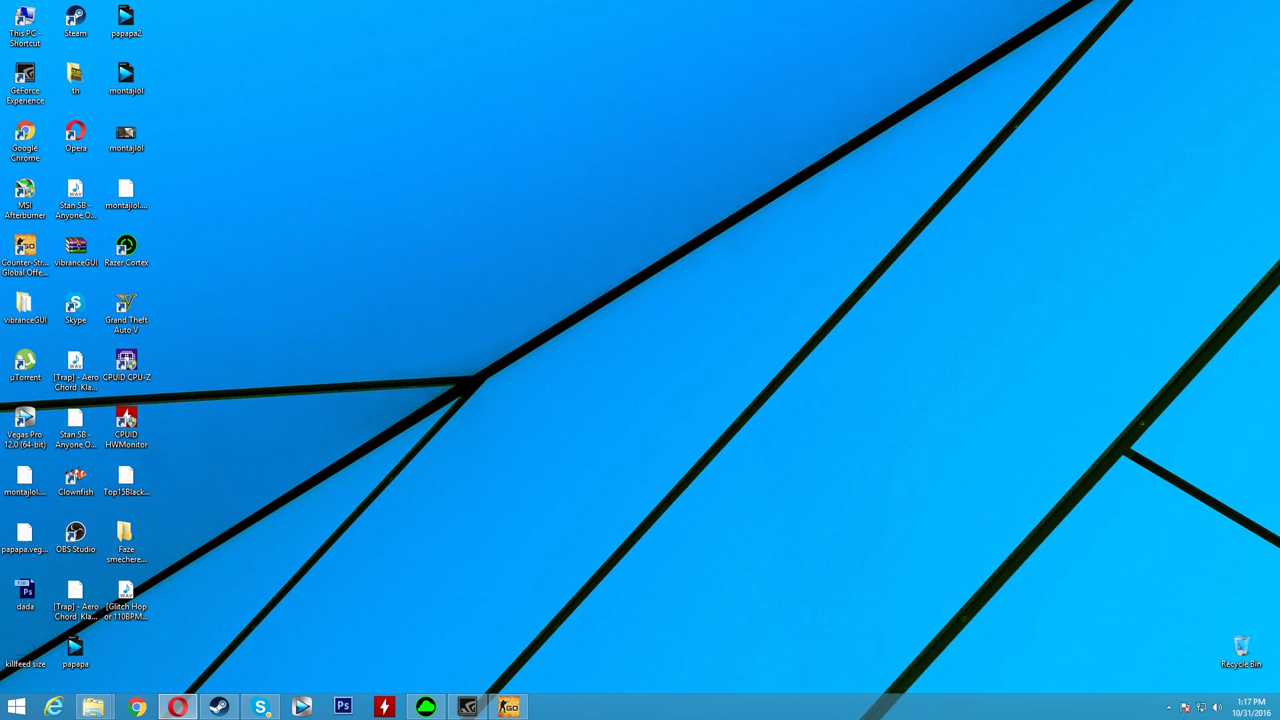 This PC -
Shortcut
Steam
papapa2
GeForce
Experience
th
montajlol
Google
Chrome
Opera
montajlol
MSI
Afterburner
Stan SB -
Anyone O...
montajlol....
Counter-Str...
Global Offe...
vibranceGUI
Razer Cortex
vibranceGUI
Skype
Grand Theft
Auto V
µTorrent
[Trap] - Aero
Chord_Kla...
CPUID CPU-Z
Vegas Pro
12.0 (64-bit)
Stan SB -
Anyone O...
CPUID
HWMonitor
montajlol....
Clownfish
Top15Black...
papapa.veg...
OBS Studio
Faze
smechere...
dada
[Trap] - Aero
Chord_Kla...
[Glitch Hop
or 110BPM...
killfeed size
papapa
Recycle Bin
1:17 PM
10/31/2016